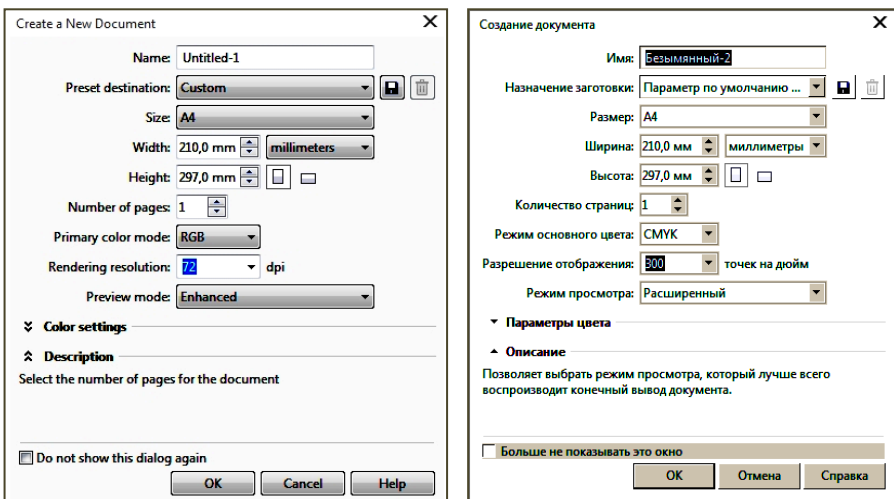 Create a New Document
Name: Untitled-1
Preset destination: Custom
Size: A4
Width: 210,0 mm millimeters
Height: 297,0 mm
Number of pages: 1
Primary color mode: RGB
Rendering resolution: 72 dpi
Preview mode: Enhanced
Color settings
Description
Select the number of pages for the document
Do not show this dialog again
OK Cancel Help
Создание документа
Имя: Безымянный-2
Назначение заготовки: Параметр по умолчанию ...
Размер: A4
Ширина: 210,0 мм миллиметры
Высота: 297,0 мм
Количество страниц: 1
Режим основного цвета: CMYK
Разрешение отображения: 300 точек на дюйм
Режим просмотра: Расширенный
Параметры цвета
Описание
Позволяет выбрать режим просмотра, который лучше всего
воспроизводит конечный вывод документа.
Больше не показывать это окно
OK Отмена Справка